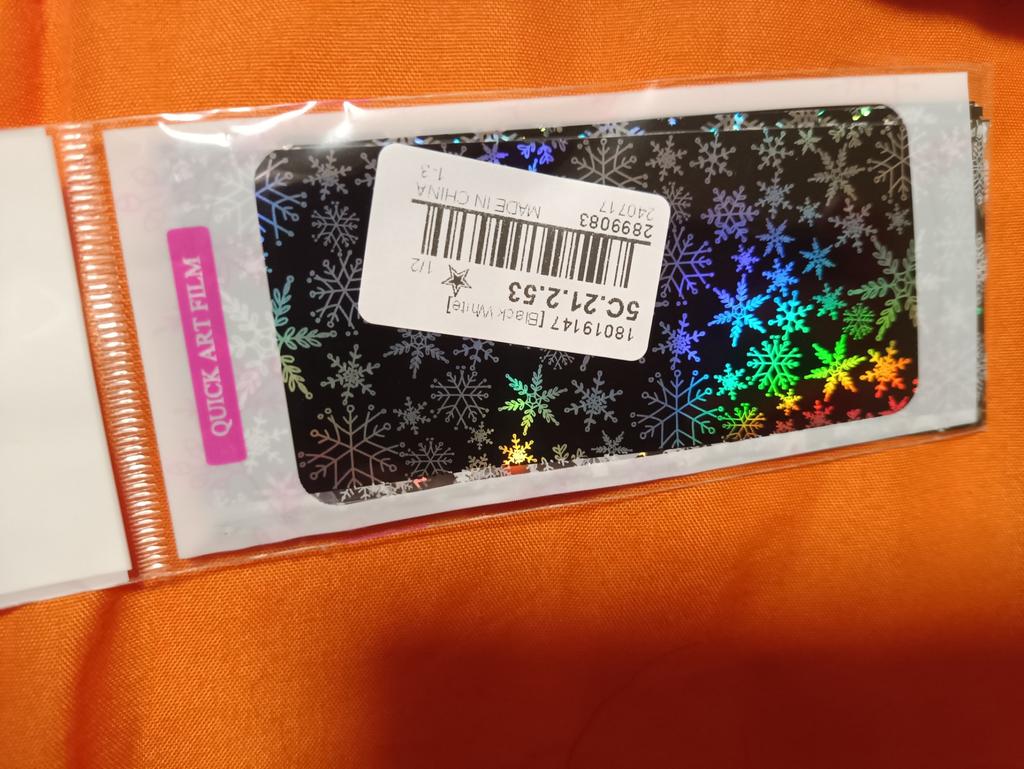 QUICK ART FILM
18019147 [Black White]
5C.21.2.53
1/2
2899083
240717 MADE IN CHINA
1.3